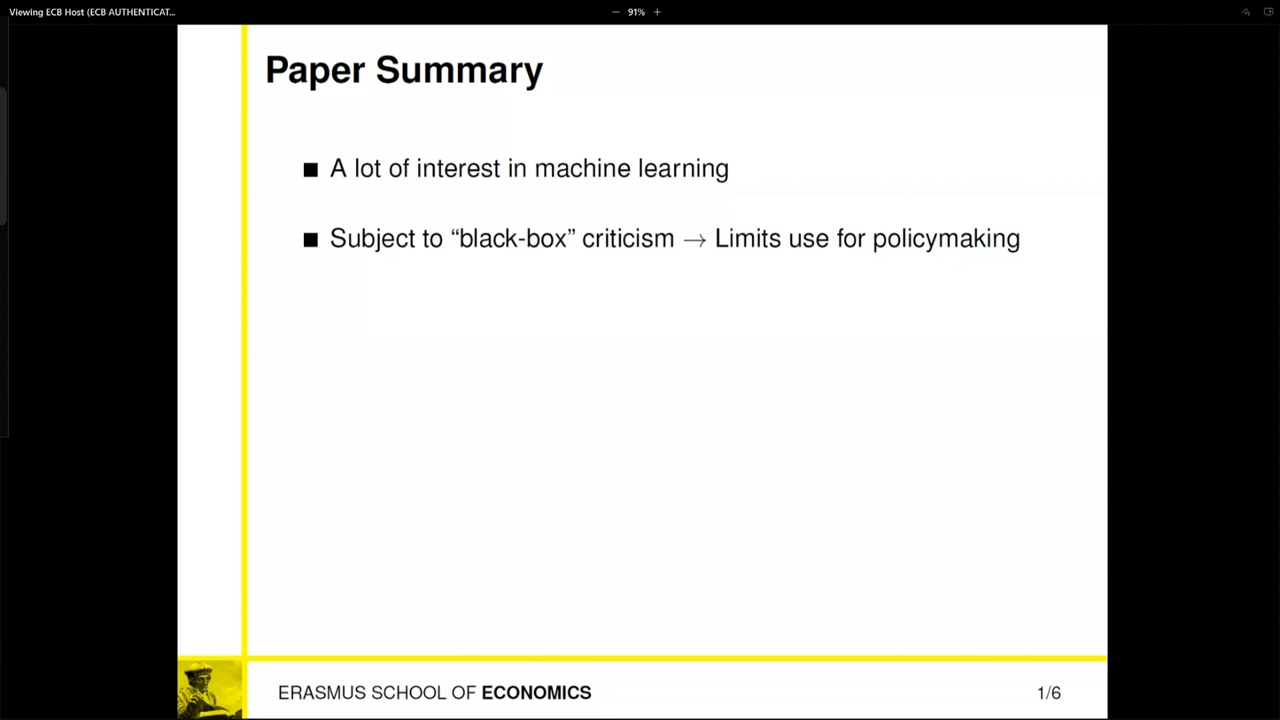 Viewing ECB Host (ECB AUTHENTICAT...
− 91% +
Paper Summary
■ A lot of interest in machine learning
■ Subject to “black-box” criticism → Limits use for policymaking
ERASMUS SCHOOL OF ECONOMICS
1/6